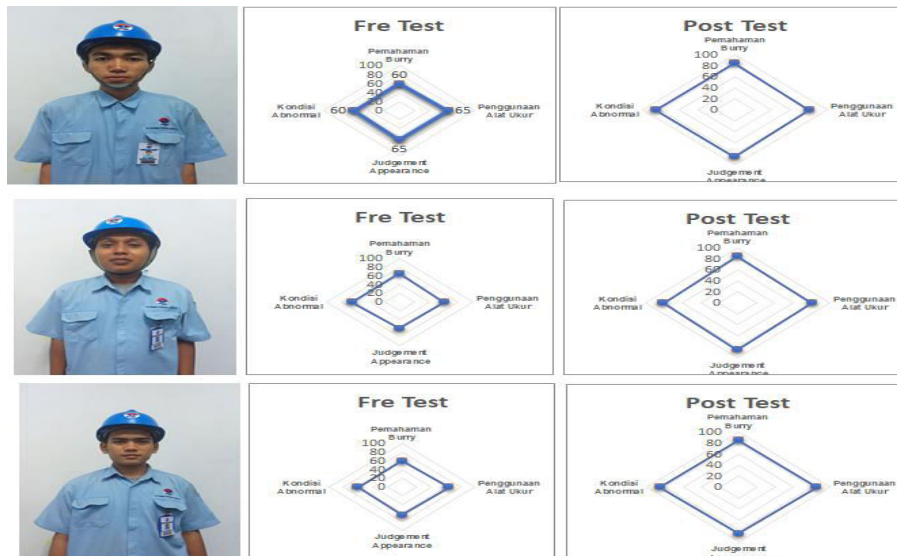 Fre Test
Pemahaman
Burry
100
80
60
40
20
0
60
65
65
60
Penggunaan
Alat Ukur
Judgement
Appearance
Kondisi
Abnormal
Post Test
Pemahaman
Burry
100
80
60
40
20
0
Penggunaan
Alat Ukur
Judgement
Appearance
Kondisi
Abnormal
Fre Test
Pemahaman
Burry
100
80
60
40
20
0
Penggunaan
Alat Ukur
Judgement
Appearance
Kondisi
Abnormal
Post Test
Pemahaman
Burry
100
80
60
40
20
0
Penggunaan
Alat Ukur
Judgement
Appearance
Kondisi
Abnormal
Fre Test
Pemahaman
Burry
100
80
60
40
20
0
Penggunaan
Alat Ukur
Judgement
Appearance
Kondisi
Abnormal
Post Test
Pemahaman
Burry
100
80
60
40
20
0
Penggunaan
Alat Ukur
Judgement
Kondisi
Abnormal